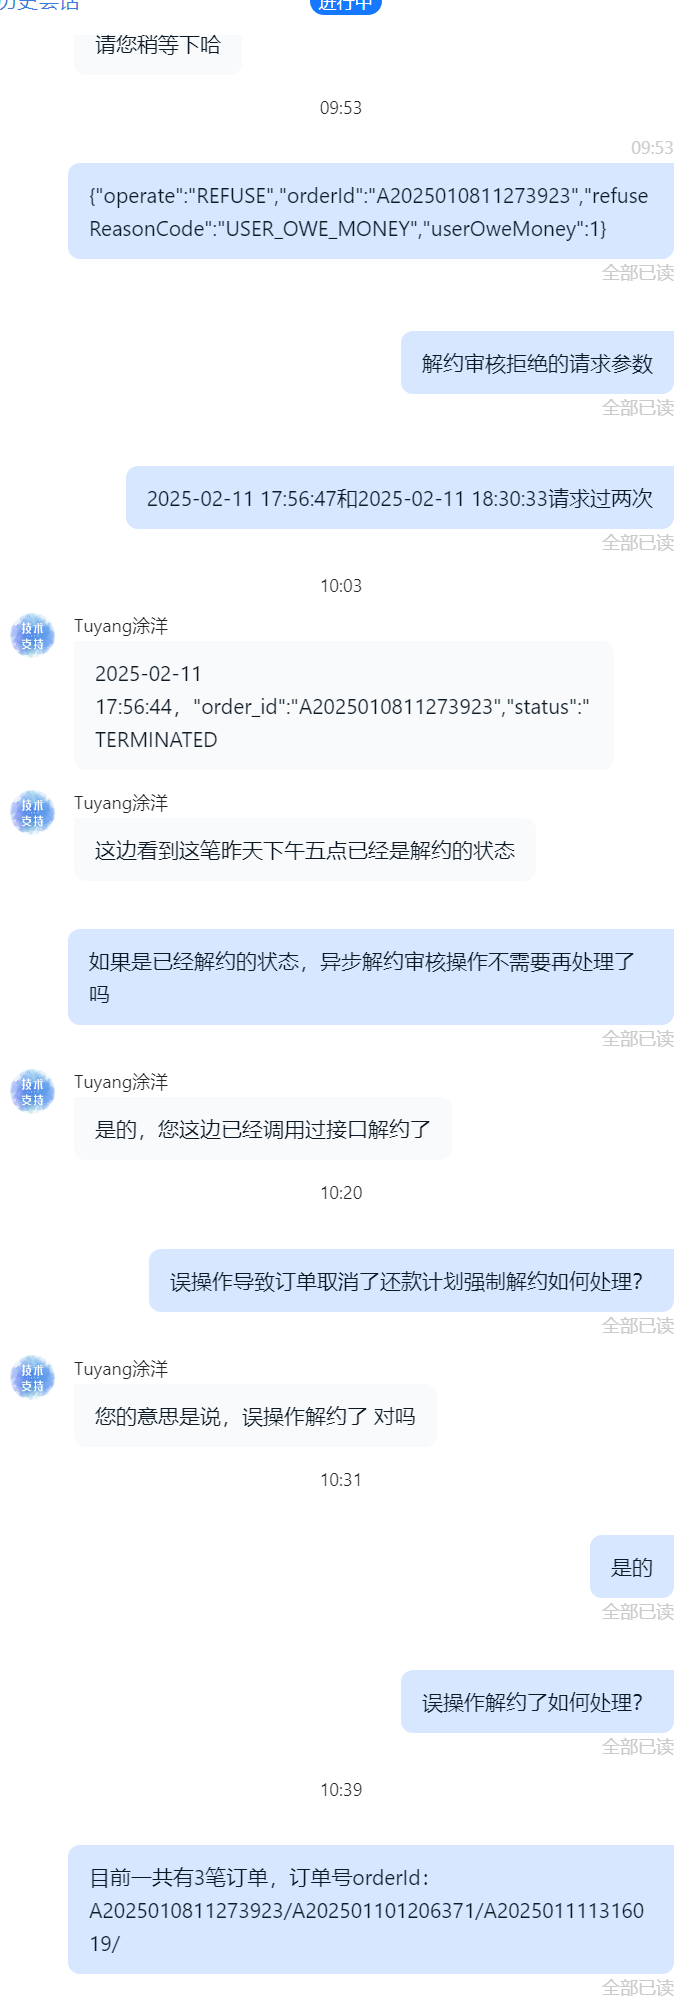 历史会话
进行中
请您稍等下哈
09:53
09:53
{"operate":"REFUSE","orderId":"A2025010811273923","refuse
ReasonCode":"USER_OWE_MONEY","userOweMoney":1}
全部已读
解约审核拒绝的请求参数
全部已读
2025-02-11 17:56:47和2025-02-11 18:30:33请求过两次
全部已读
10:03
技术
支持
Tuyang涂洋
2025-02-11
17:56:44，"order_id":"A2025010811273923","status":"
TERMINATED
技术
支持
Tuyang涂洋
这边看到这笔昨天下午五点已经是解约的状态
如果是已经解约的状态，异步解约审核操作不需要再处理了
吗
全部已读
技术
支持
Tuyang涂洋
是的，您这边已经调用过接口解约了
10:20
误操作导致订单取消了还款计划强制解约如何处理？
全部已读
技术
支持
Tuyang涂洋
您的意思是说，误操作解约了 对吗
10:31
是的
全部已读
误操作解约了如何处理？
全部已读
10:39
目前一共有3笔订单，订单号orderId：
A2025010811273923/A202501101206371/A2025011113160
19/
全部已读